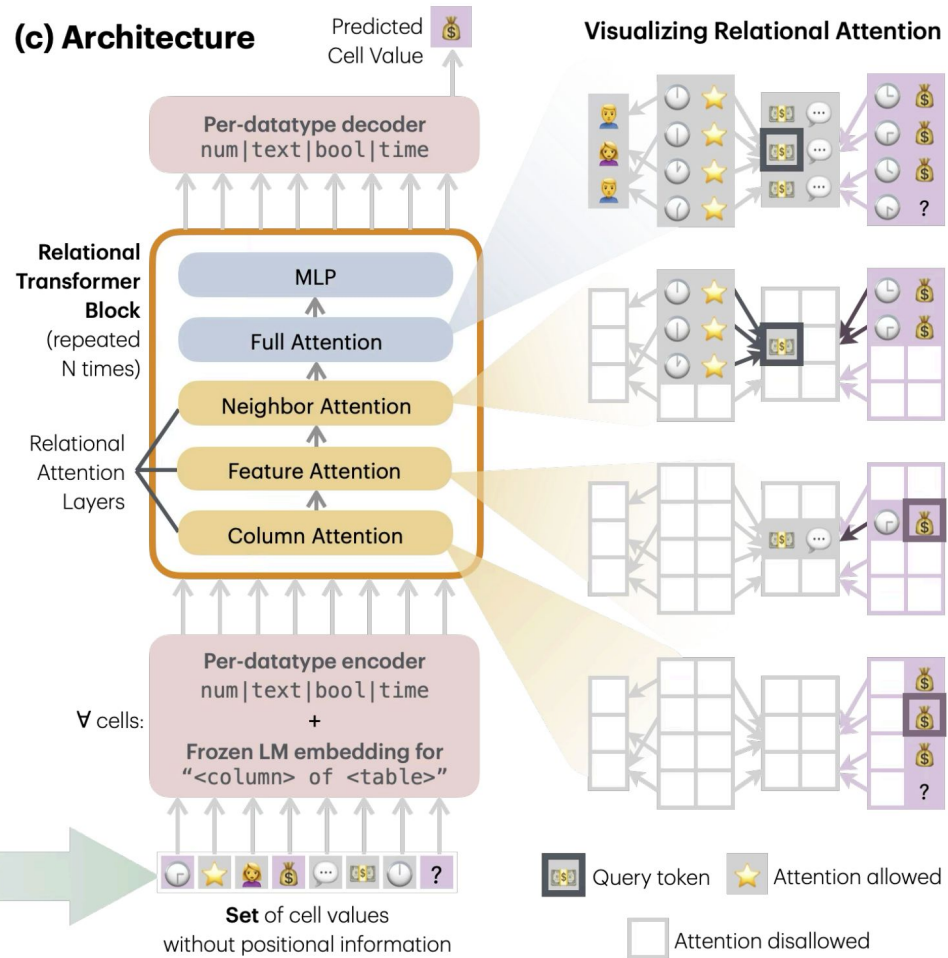 (c) Architecture
Predicted
Cell Value
Visualizing Relational Attention
Per-datatype decoder
num|text|bool|time
?
Relational
Transformer
Block
(repeated
N times)
MLP
Full Attention
Neighbor Attention
Feature Attention
Column Attention
Relational
Attention
Layers
Per-datatype encoder
num|text|bool|time
∀ cells:
+
Frozen LM embedding for
“<column> of <table>”
?
?
Set of cell values
without positional information
Query token
Attention allowed
Attention disallowed